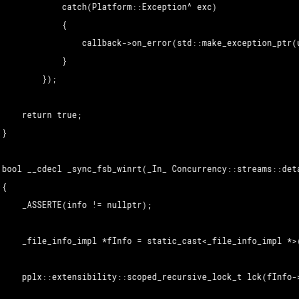 catch(Platform::Exception^ exc)
{
callback->on_error(std::make_exception_ptr(
}
});
return true;
}
bool __cdecl _sync_fsb_winrt(_In_ Concurrency::streams::deta
{
_ASSERTE(info != nullptr);
_file_info_impl *fInfo = static_cast<_file_info_impl *>(
pplx::extensibility::scoped_recursive_lock_t lck(fInfo->